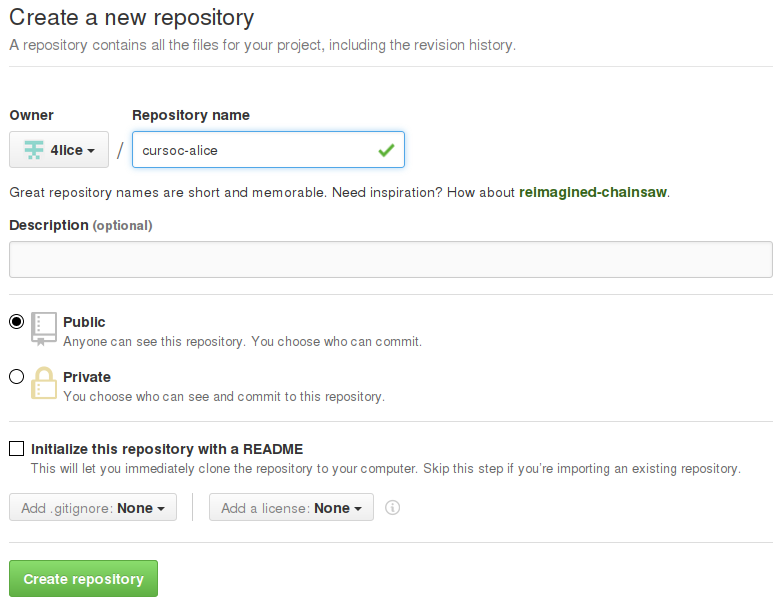 Create a new repository
A repository contains all the files for your project, including the revision history.
Owner Repository name
4lice / cursoc-alice
Great repository names are short and memorable. Need inspiration? How about reimagined-chainsaw.
Description (optional)
Public
Anyone can see this repository. You choose who can commit.
Private
You choose who can see and commit to this repository.
Initialize this repository with a README
This will let you immediately clone the repository to your computer. Skip this step if you’re importing an existing repository.
Add .gitignore: None Add a license: None
Create repository